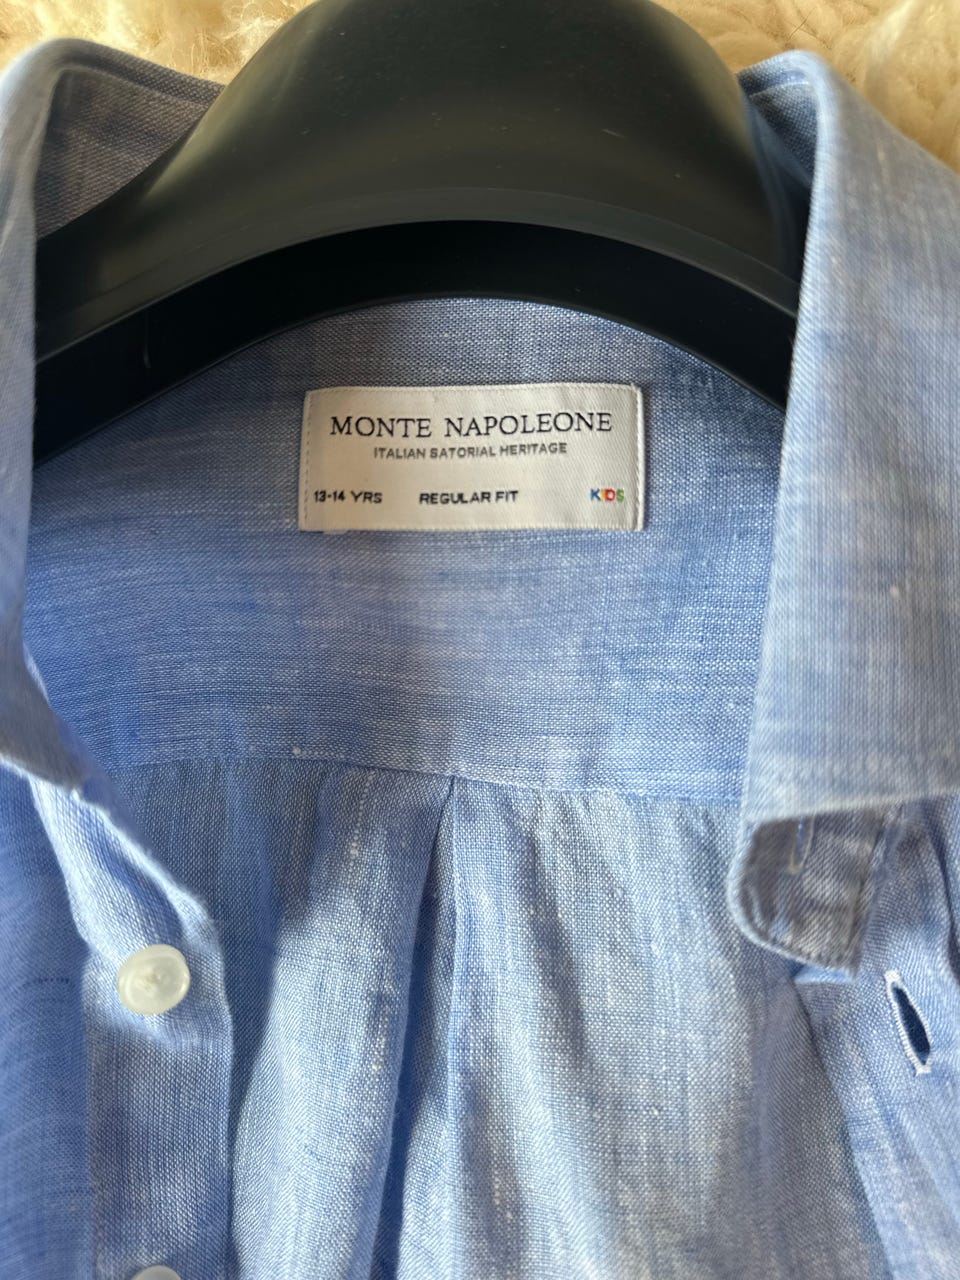 MONTE NAPOLEONE
ITALIAN SATORIAL HERITAGE
13-14 YRS REGULAR FIT KIDS